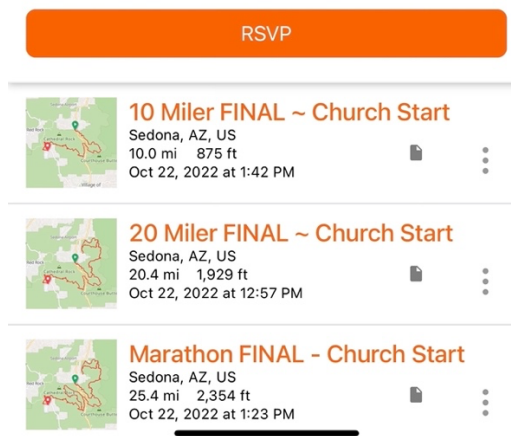 RSVP
10 Miler FINAL ~ Church Start
Sedona, AZ, US
10.0 mi 875 ft
Oct 22, 2022 at 1:42 PM
20 Miler FINAL ~ Church Start
Sedona, AZ, US
20.4 mi 1,929 ft
Oct 22, 2022 at 12:57 PM
Marathon FINAL - Church Start
Sedona, AZ, US
25.4 mi 2,354 ft
Oct 22, 2022 at 1:23 PM